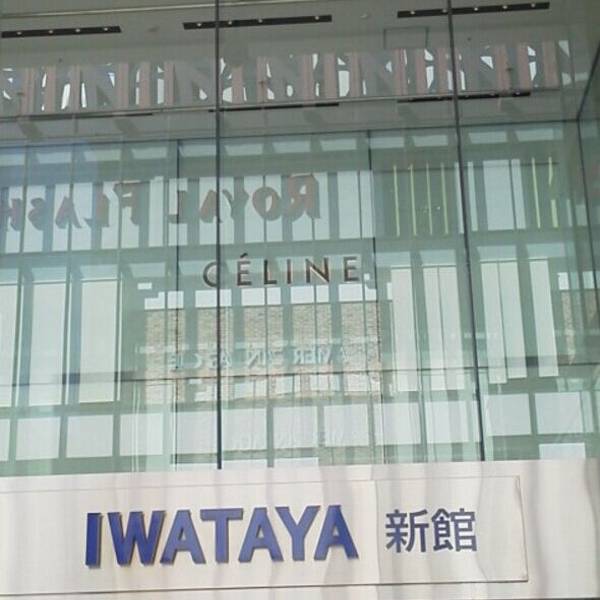 ROYAL FLASH
CÉLINE
IWATAYA 新館